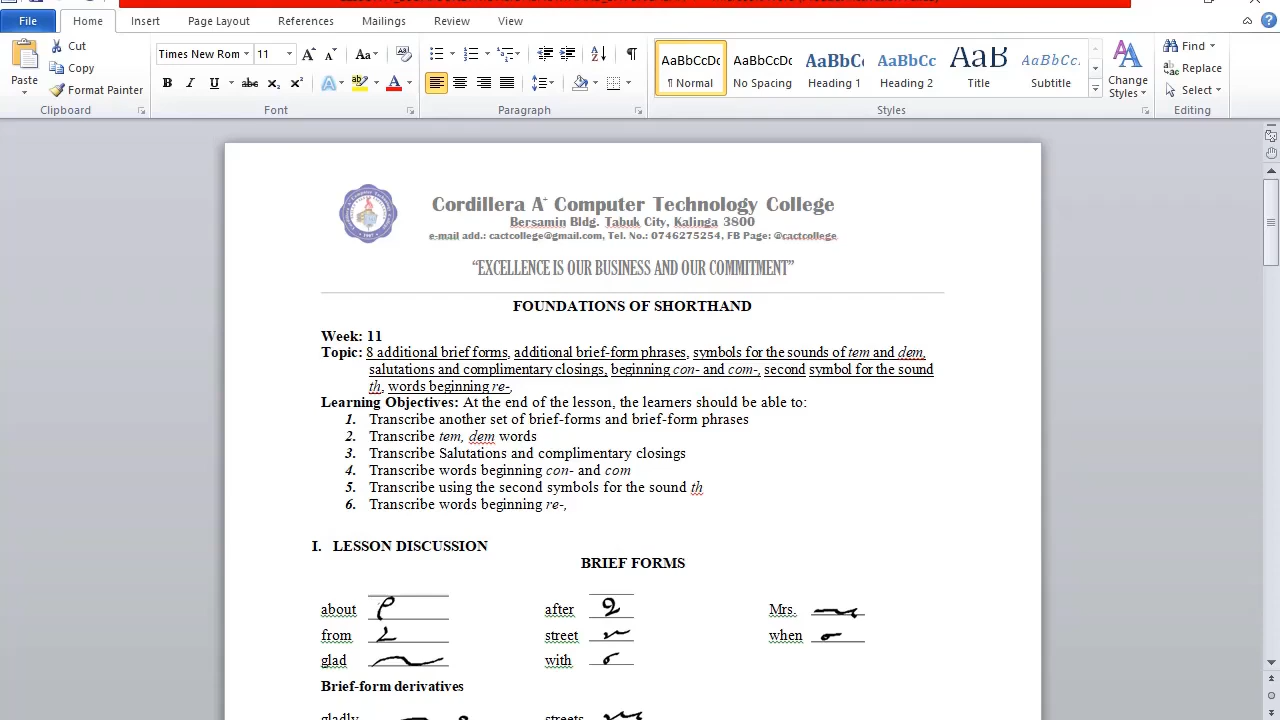 File Home Insert Page Layout References Mailings Review View
Paste Cut Copy Format Painter Clipboard
Times New Rom 11 Aa B I U abc X₂ X² A ab A Font
Paragraph
AaBbCcDc ¶ Normal AaBbCcDc No Spacing AaBbCc Heading 1 AaBbCc Heading 2 AaB Title AaBbCc. Subtitle Change Styles Styles
Find Replace Select Editing
Cordillera A+ Computer Technology College
Bersamin Bldg. Tabuk City, Kalinga 3800
e-mail add.: cactcollege@gmail.com, Tel. No.: 0746275254, FB Page: @cactcollege
“EXCELLENCE IS OUR BUSINESS AND OUR COMMITMENT”
FOUNDATIONS OF SHORTHAND
Week: 11
Topic: 8 additional brief forms, additional brief-form phrases, symbols for the sounds of tem and dem,
salutations and complimentary closings, beginning con- and com-, second symbol for the sound
th, words beginning re-,
Learning Objectives: At the end of the lesson, the learners should be able to:
1. Transcribe another set of brief-forms and brief-form phrases
2. Transcribe tem, dem words
3. Transcribe Salutations and complimentary closings
4. Transcribe words beginning con- and com
5. Transcribe using the second symbols for the sound th
6. Transcribe words beginning re-,
I. LESSON DISCUSSION
BRIEF FORMS
about after Mrs.
from street when
glad with
Brief-form derivatives
gladly streets